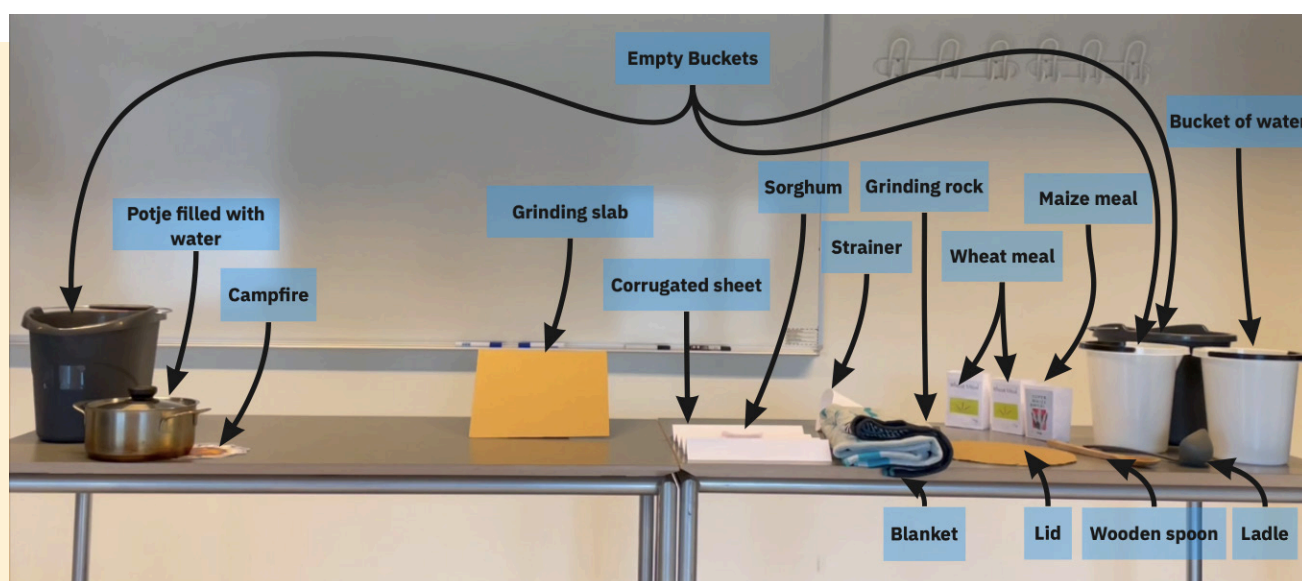 Empty Buckets
Bucket of water
Sorghum
Grinding rock
Maize meal
Potje filled with
water
Grinding slab
Strainer
Wheat meal
Campfire
Corrugated sheet
Blanket
Lid
Wooden spoon
Ladle